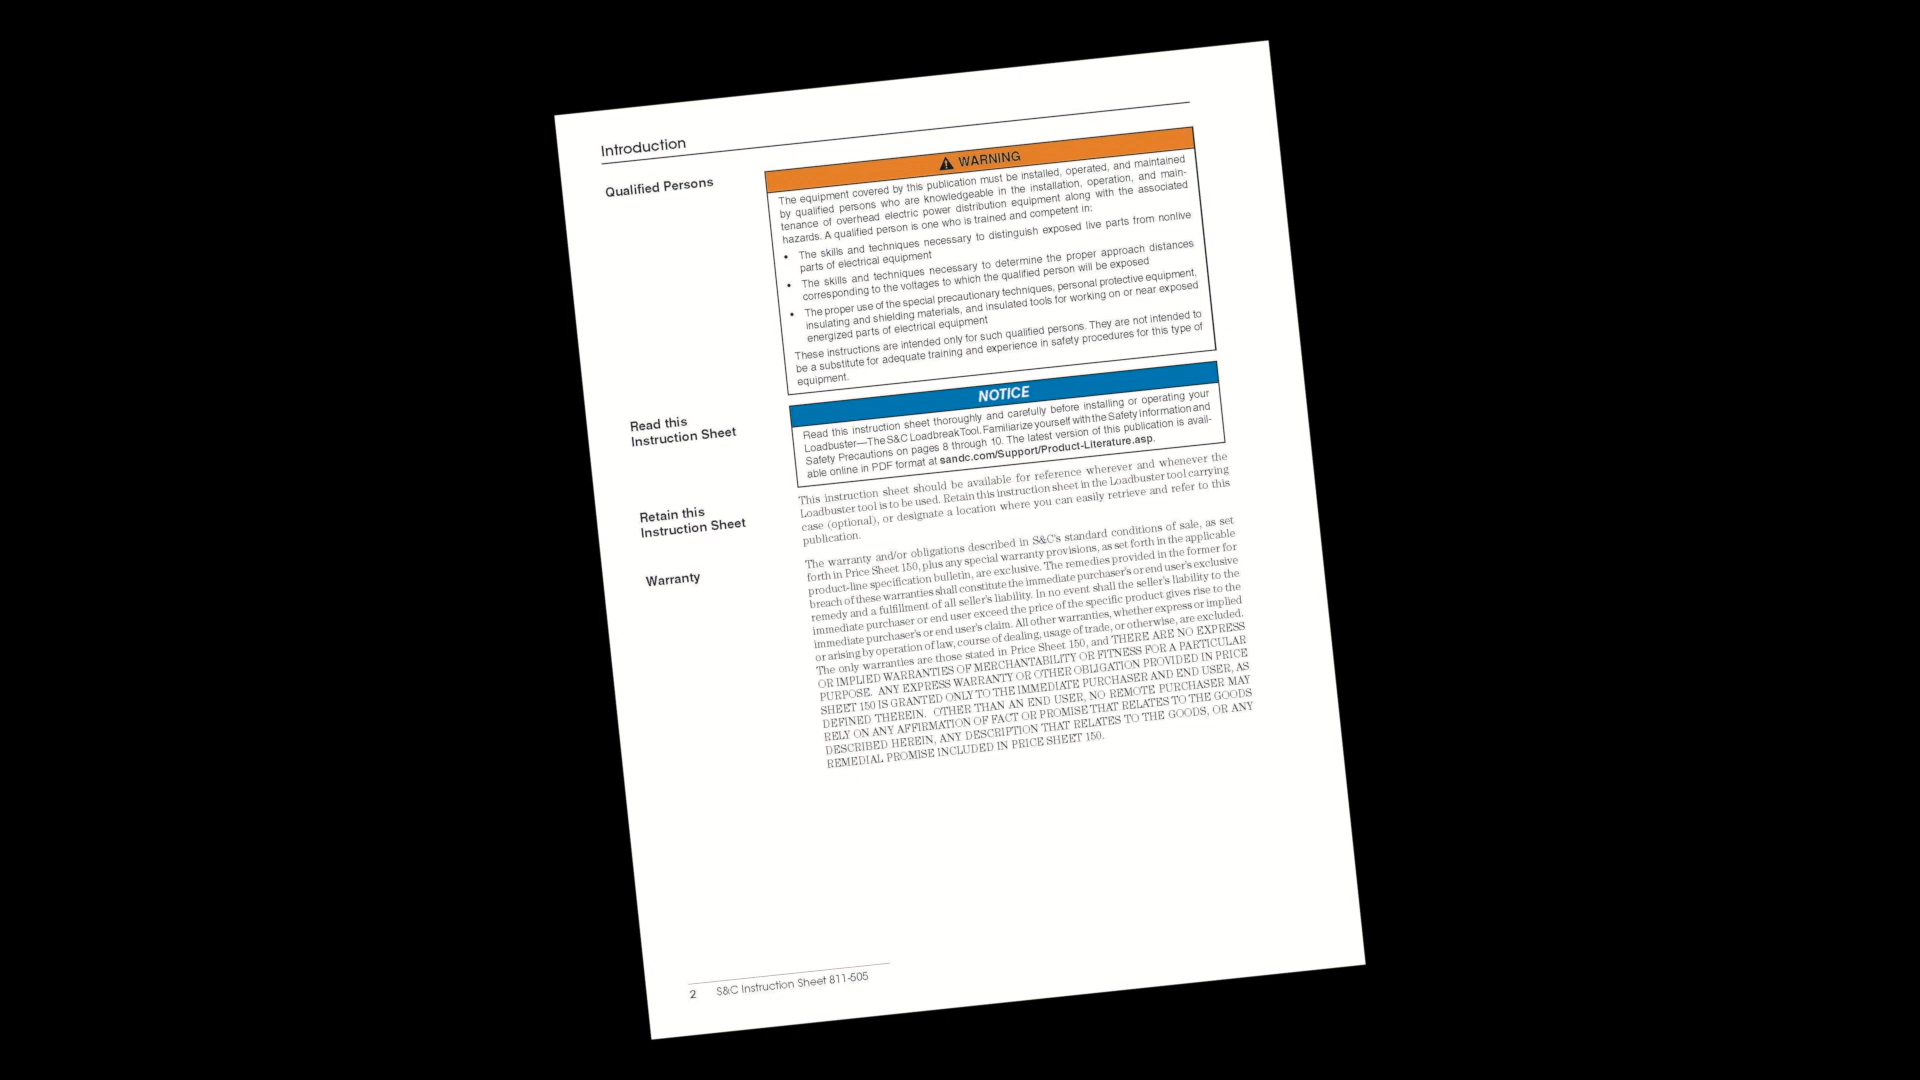 Introduction
Qualified Persons
⚠ WARNING
The equipment covered by this publication must be installed, operated, and maintained
by qualified persons who are knowledgeable in the installation, operation, and main-
tenance of overhead electric power distribution equipment along with the associated
hazards. A qualified person is one who is trained and competent in:
• The skills and techniques necessary to distinguish exposed live parts from nonlive
parts of electrical equipment
• The skills and techniques necessary to determine the proper approach distances
corresponding to the voltages to which the qualified person will be exposed
• The proper use of the special precautionary techniques, personal protective equipment,
insulating and shielding materials, and insulated tools for working on or near exposed
energized parts of electrical equipment
These instructions are intended only for such qualified persons. They are not intended to
be a substitute for adequate training and experience in safety procedures for this type of
equipment.
Read this
Instruction Sheet
NOTICE
Read this instruction sheet thoroughly and carefully before installing or operating your
Loadbuster—The S&C Loadbreak Tool. Familiarize yourself with the Safety Information and
Safety Precautions on pages 8 through 10. The latest version of this publication is avail-
able online in PDF format at sandc.com/Support/Product-Literature.asp.
Retain this
Instruction Sheet
This instruction sheet should be available for reference wherever and whenever the
Loadbuster tool is to be used. Retain this instruction sheet in the Loadbuster tool carrying
case (optional), or designate a location where you can easily retrieve and refer to this
publication.
Warranty
The warranty and/or obligations described in S&C's standard conditions of sale, as set
forth in Price Sheet 150, plus any special warranty provisions, as set forth in the applicable
product-line specification bulletin, are exclusive. The remedies provided in the former for
breach of these warranties shall constitute the immediate purchaser's or end user's exclusive
remedy and a fulfillment of all seller's liability. In no event shall the seller's liability to the
immediate purchaser or end user exceed the price of the specific product gives rise to the
immediate purchaser's or end user's claim. All other warranties, whether express or implied
or arising by operation of law, course of dealing, usage of trade, or otherwise, are excluded.
The only warranties are those stated in Price Sheet 150, and THERE ARE NO EXPRESS
OR IMPLIED WARRANTIES OF MERCHANTABILITY OR FITNESS FOR A PARTICULAR
PURPOSE. ANY EXPRESS WARRANTY OR OTHER OBLIGATION PROVIDED IN PRICE
SHEET 150 IS GRANTED ONLY TO THE IMMEDIATE PURCHASER AND END USER, AS
DEFINED THEREIN. OTHER THAN AN END USER, NO REMOTE PURCHASER MAY
RELY ON ANY AFFIRMATION OF FACT OR PROMISE THAT RELATES TO THE GOODS
DESCRIBED HEREIN, ANY DESCRIPTION THAT RELATES TO THE GOODS, OR ANY
REMEDIAL PROMISE INCLUDED IN PRICE SHEET 150.
2 S&C Instruction Sheet 811-505